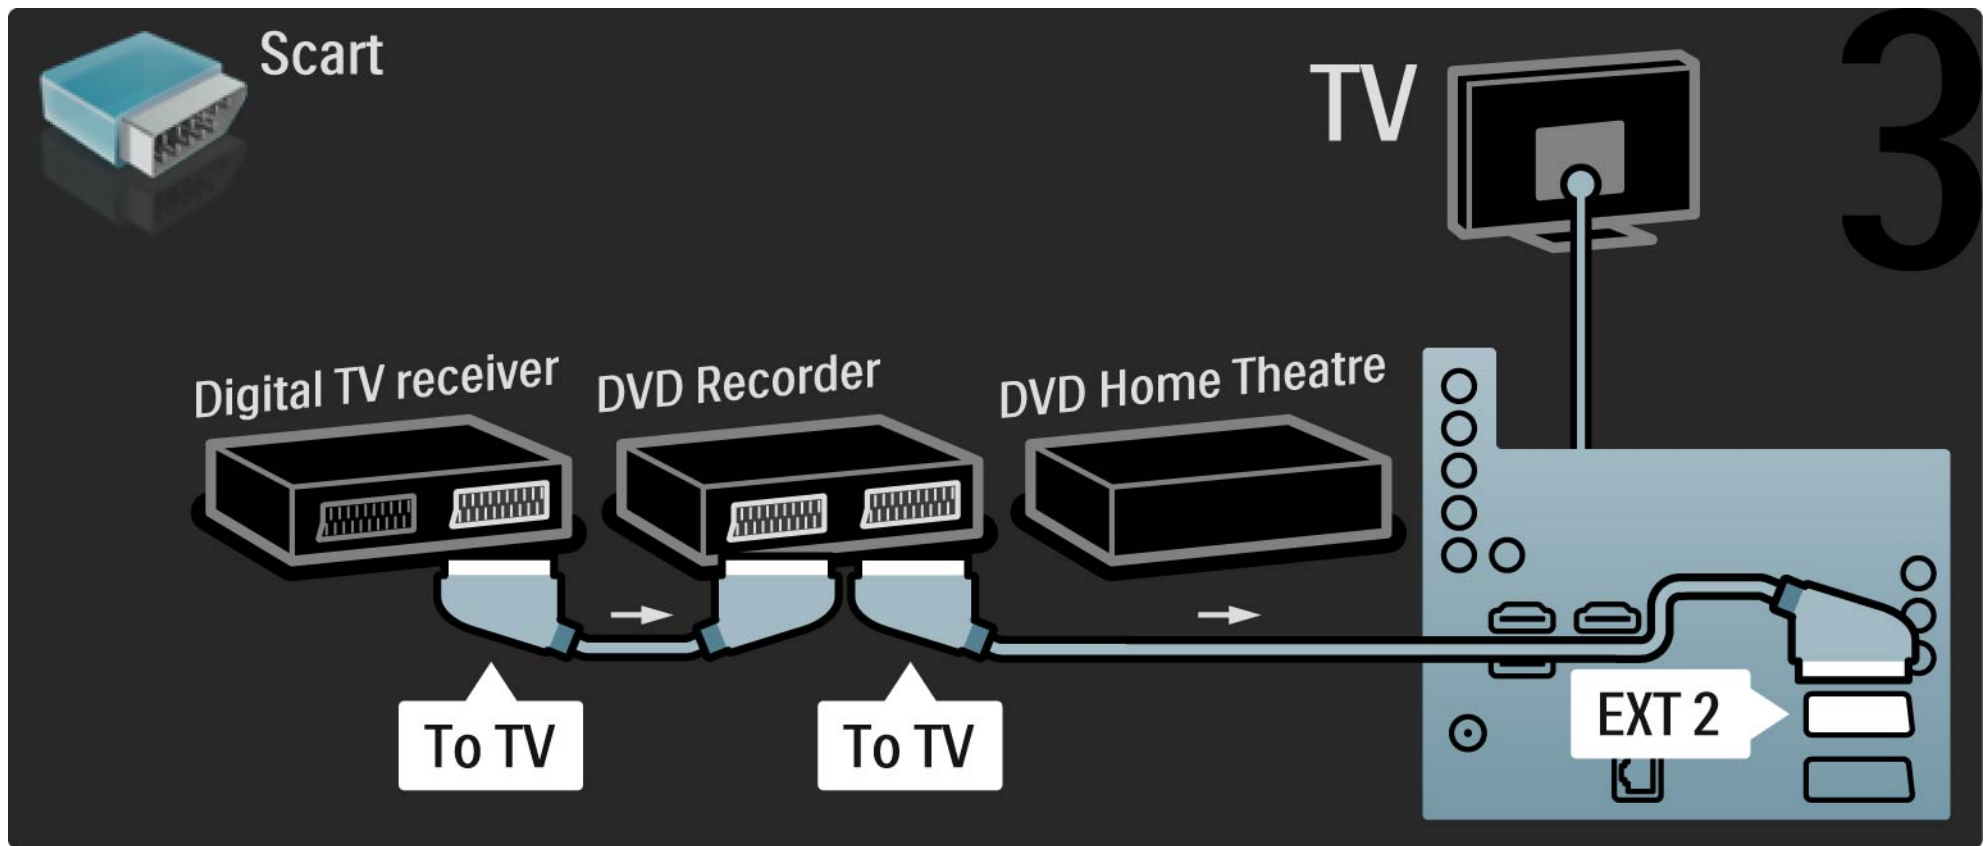 Scart
TV
3
Digital TV receiver
DVD Recorder
DVD Home Theatre
To TV
To TV
EXT 2